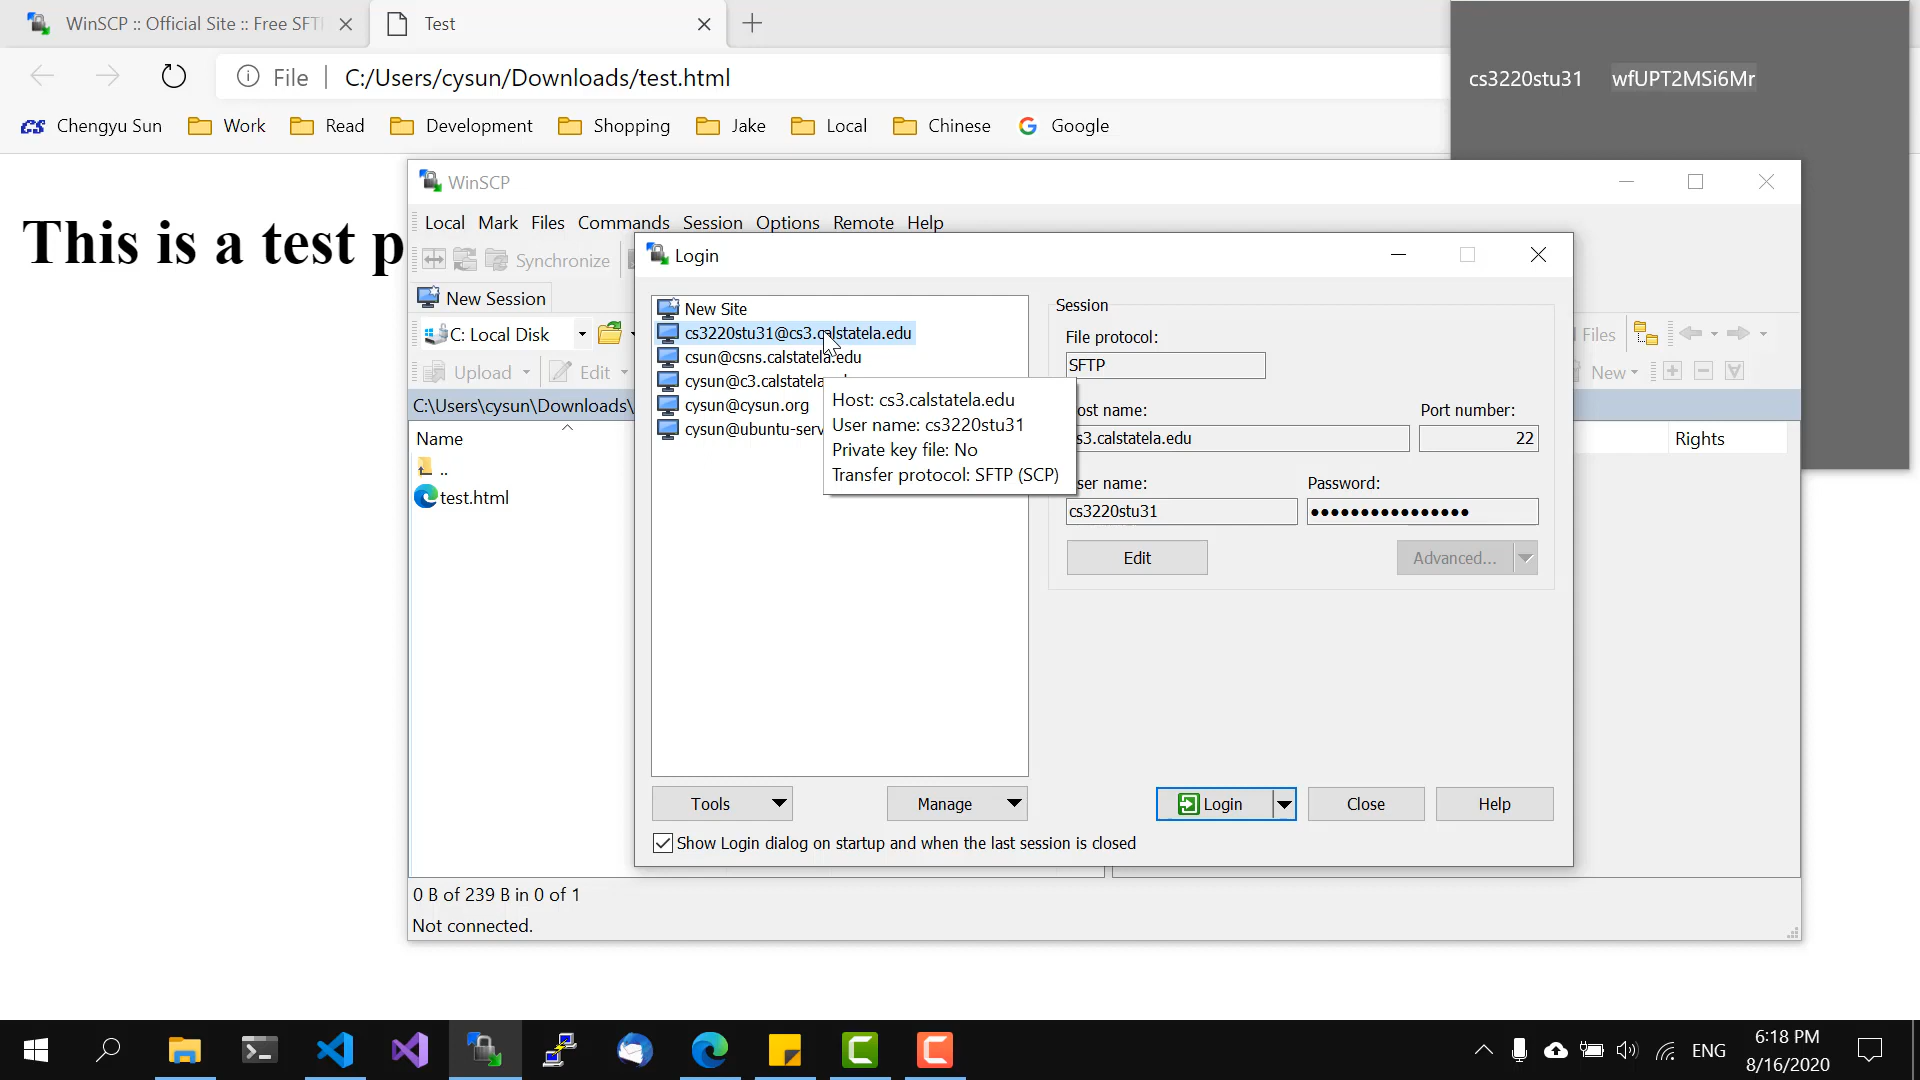 WinSCP :: Official Site :: Free SFT
Test
File
C:/Users/cysun/Downloads/test.html
Chengyu Sun
Work
Read
Development
Shopping
Jake
Local
Chinese
Google
cs3220stu31 wfUPT2MSi6Mr
This is a test p
WinSCP
Local Mark Files Commands Session Options Remote Help
Synchronize
New Session
C: Local Disk
Upload
Edit
C:\Users\cysun\Downloads\
Name
..
test.html
Login
New Site
cs3220stu31@cs3.calstatela.edu
csun@csns.calstatela.edu
cysun@c3.calstatela
cysun@cysun.org
cysun@ubuntu-serv
Host: cs3.calstatela.edu
User name: cs3220stu31
Private key file: No
Transfer protocol: SFTP (SCP)
Session
File protocol:
SFTP
ost name:
Port number:
s3.calstatela.edu
22
ser name:
Password:
cs3220stu31
●●●●●●●●●●●●●●●●
Edit
Advanced...
Tools
Manage
Login
Close
Help
Show Login dialog on startup and when the last session is closed
Files
New
Rights
0 B of 239 B in 0 of 1
Not connected.
ENG
6:18 PM
8/16/2020